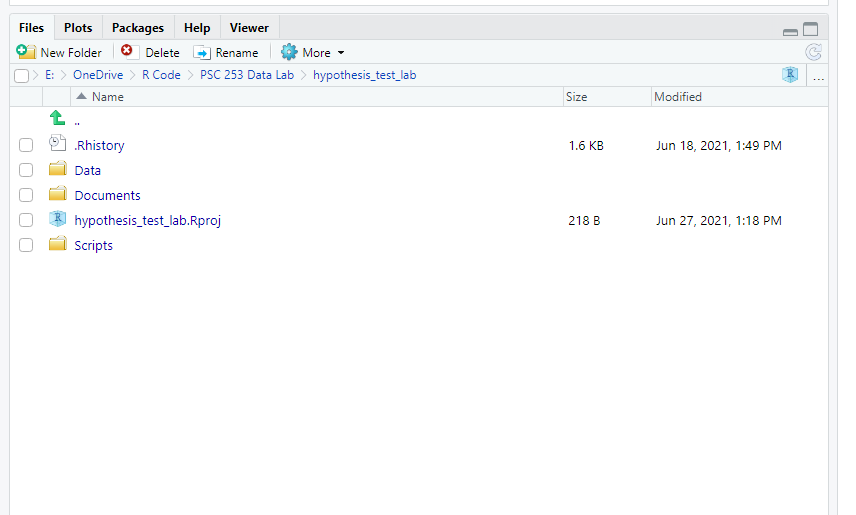 Files Plots Packages Help Viewer
New Folder Delete Rename More
E: OneDrive R Code PSC 253 Data Lab hypothesis_test_lab R ...
Name Size Modified
..
.Rhistory 1.6 KB Jun 18, 2021, 1:49 PM
Data
Documents
R hypothesis_test_lab.Rproj 218 B Jun 27, 2021, 1:18 PM
Scripts